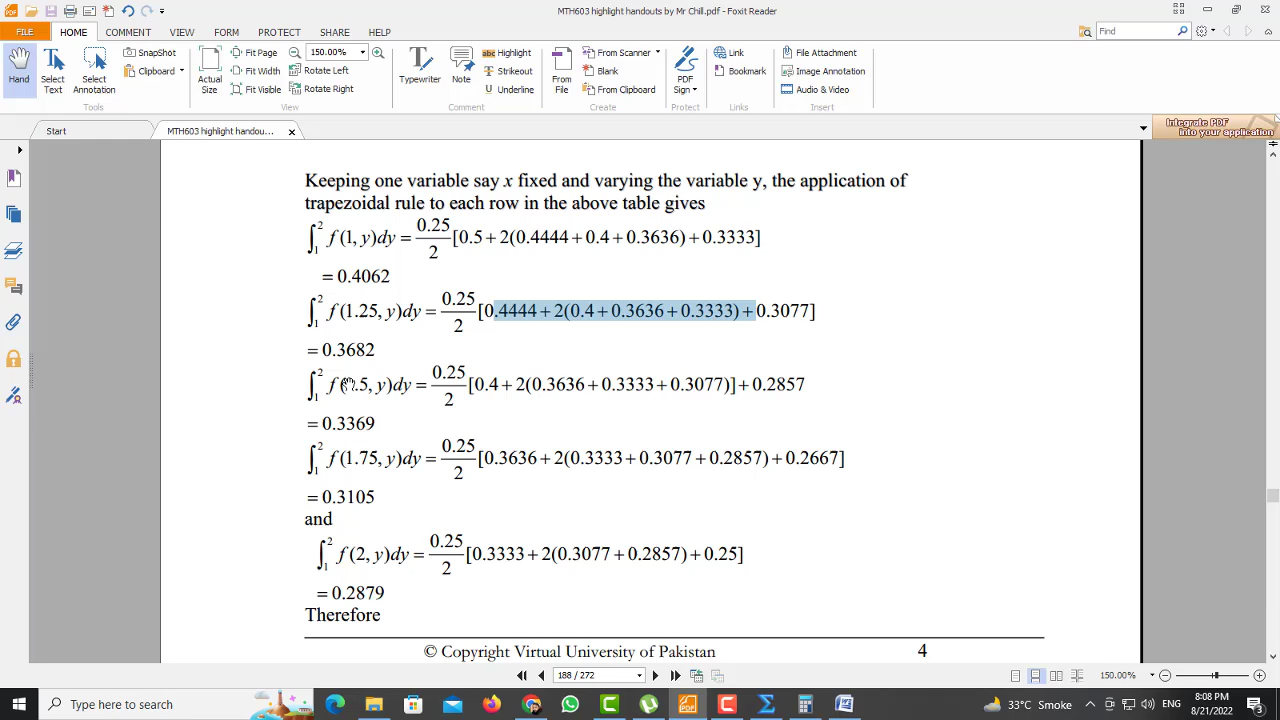 MTH603 highlight handouts by Mr Chill.pdf - Foxit Reader
FILE HOME COMMENT VIEW FORM PROTECT SHARE HELP
Find
Hand
Select Text
Select Annotation
SnapShot
Clipboard
Tools
Actual Size
Fit Page
Fit Width
Fit Visible
150.00%
Rotate Left
Rotate Right
View
Typewriter
Note
Highlight
Strikeout
Underline
Comment
From File
From Scanner
Blank
From Clipboard
Create
PDF Sign
Protect
Link
Bookmark
Links
File Attachment
Image Annotation
Audio & Video
Insert
Start
MTH603 highlight handou...
Integrate PDF
into your application
Keeping one variable say x fixed and varying the variable y, the application of
trapezoidal rule to each row in the above table gives
∫₁² f(1, y)dy = 0.25/2 [0.5 + 2(0.4444 + 0.4 + 0.3636) + 0.3333]
= 0.4062
∫₁² f(1.25, y)dy = 0.25/2 [0.4444 + 2(0.4 + 0.3636 + 0.3333) + 0.3077]
= 0.3682
∫₁² f(1.5, y)dy = 0.25/2 [0.4 + 2(0.3636 + 0.3333 + 0.3077)] + 0.2857
= 0.3369
∫₁² f(1.75, y)dy = 0.25/2 [0.3636 + 2(0.3333 + 0.3077 + 0.2857) + 0.2667]
= 0.3105
and
∫₁² f(2, y)dy = 0.25/2 [0.3333 + 2(0.3077 + 0.2857) + 0.25]
= 0.2879
Therefore
© Copyright Virtual University of Pakistan 4
188 / 272
150.00%
Type here to search
33°C Smoke
ENG
8:08 PM
8/21/2022